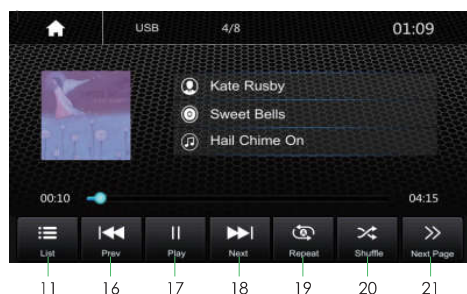 USB 4/8 01:09
Kate Rusby
Sweet Bells
Hail Chime On
00:10 04:15
List Prev Play Next Repeat Shuffle Next Page
11 16 17 18 19 20 21